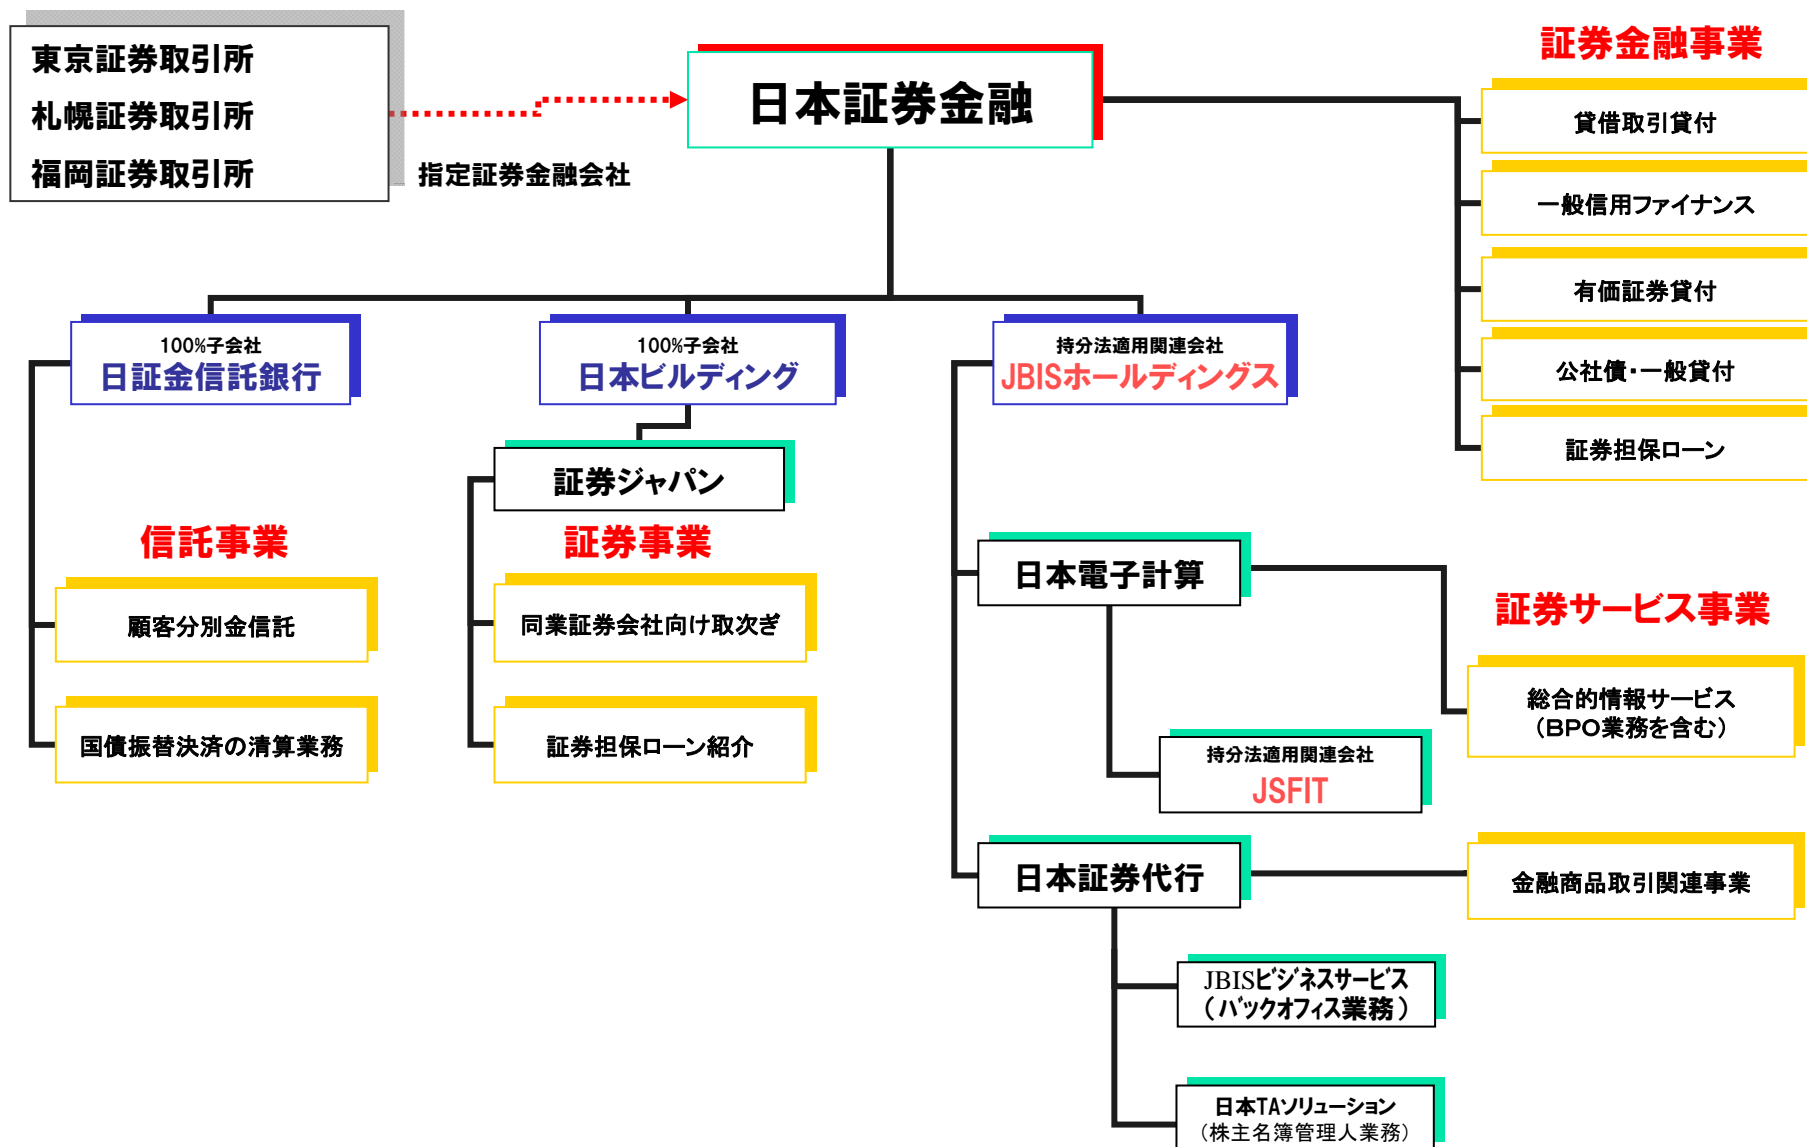 東京証券取引所
札幌証券取引所
福岡証券取引所
指定証券金融会社
日本証券金融
証券金融事業
貸借取引貸付
一般信用ファイナンス
有価証券貸付
公社債・一般貸付
証券担保ローン
100%子会社
日証金信託銀行
100%子会社
日本ビルディング
持分法適用関連会社
JBISホールディングス
証券ジャパン
信託事業
顧客分別金信託
国債振替決済の清算業務
証券事業
同業証券会社向け取次ぎ
証券担保ローン紹介
日本電子計算
証券サービス事業
総合的情報サービス
（BPO業務を含む）
持分法適用関連会社
JSFIT
日本証券代行
金融商品取引関連事業
JBISビジネスサービス
（バックオフィス業務）
日本TAソリューション
（株主名簿管理人業務）